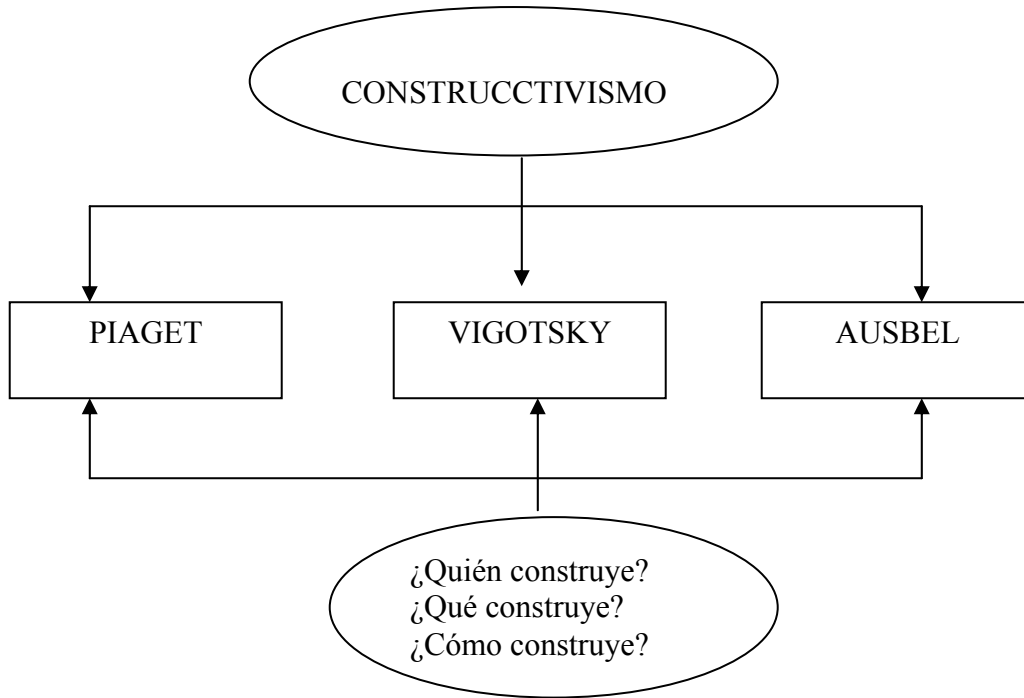 CONSTRUCCTIVISMO
PIAGET
VIGOTSKY
AUSBEL
¿Quién construye?
¿Qué construye?
¿Cómo construye?